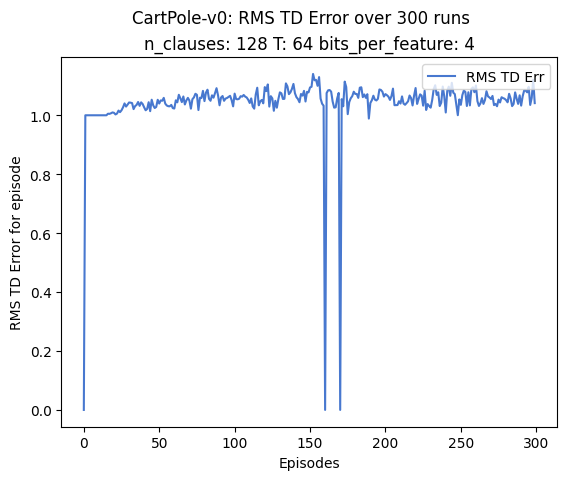 CartPole-v0: RMS TD Error over 300 runs
n_clauses: 128 T: 64 bits_per_feature: 4
RMS TD Err
RMS TD Error for episode
1.0
0.8
0.6
0.4
0.2
0.0
0
50
100
150
200
250
300
Episodes